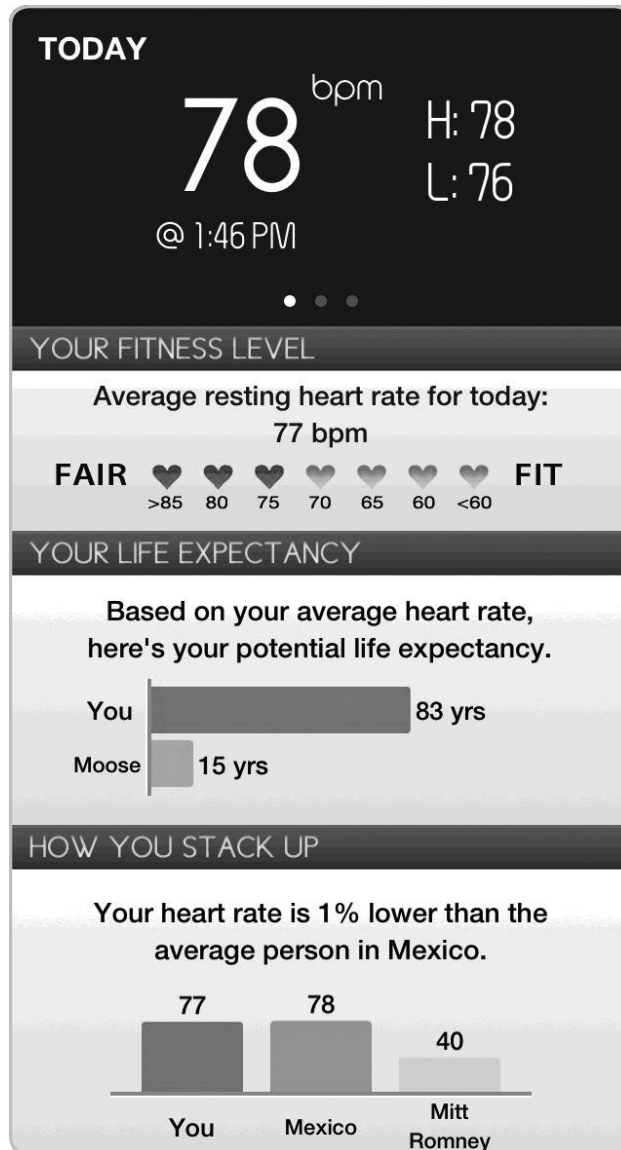 TODAY
78 bpm
H: 78
L: 76
@ 1:46 PM
YOUR FITNESS LEVEL
Average resting heart rate for today:
77 bpm
FAIR FIT
>85 80 75 70 65 60 <60
YOUR LIFE EXPECTANCY
Based on your average heart rate,
here's your potential life expectancy.
You 83 yrs
Moose 15 yrs
HOW YOU STACK UP
Your heart rate is 1% lower than the
average person in Mexico.
77 78 40
You Mexico Mitt
Romney